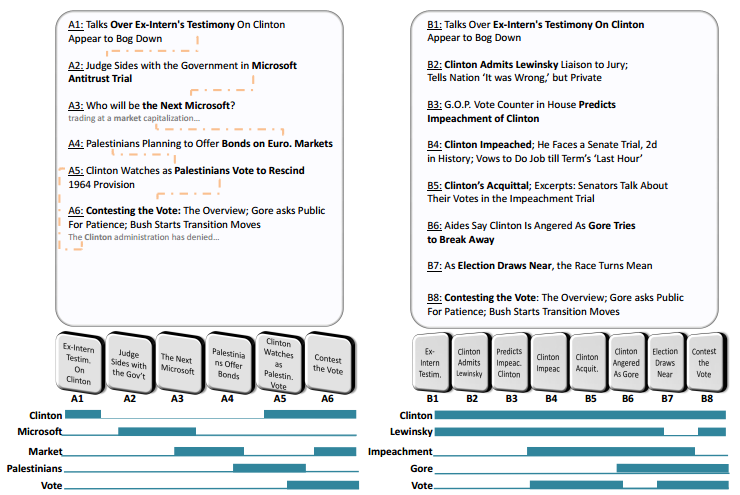 A1: Talks Over Ex-Intern's Testimony On Clinton
Appear to Bog Down
A2: Judge Sides with the Government in Microsoft
Antitrust Trial
A3: Who will be the Next Microsoft?
trading at a market capitalization…
A4: Palestinians Planning to Offer Bonds on Euro. Markets
A5: Clinton Watches as Palestinians Vote to Rescind
1964 Provision
A6: Contesting the Vote: The Overview; Gore asks Public
For Patience; Bush Starts Transition Moves
The Clinton administration has denied…
B1: Talks Over Ex-Intern's Testimony On Clinton
Appear to Bog Down
B2: Clinton Admits Lewinsky Liaison to Jury;
Tells Nation ‘It was Wrong,’ but Private
B3: G.O.P. Vote Counter in House Predicts
Impeachment of Clinton
B4: Clinton Impeached; He Faces a Senate Trial, 2d
in History; Vows to Do Job till Term’s ‘Last Hour’
B5: Clinton’s Acquittal; Excerpts: Senators Talk About
Their Votes in the Impeachment Trial
B6: Aides Say Clinton Is Angered As Gore Tries
to Break Away
B7: As Election Draws Near, the Race Turns Mean
B8: Contesting the Vote: The Overview; Gore asks Public
For Patience; Bush Starts Transition Moves
Ex-Intern
Testim.
On
Clinton
Judge
Sides with
the Gov't
The Next
Microsoft
Palestinia
ns Offer
Bonds
Clinton
Watches
as
Palestin.
Vote
Contest
the Vote
A1 A2 A3 A4 A5 A6
Clinton
Microsoft
Market
Palestinians
Vote
Ex-
Intern
Testim.
Clinton
Admits
Lewinsky
Predicts
Impeac.
Clinton
Clinton
Impeac
Clinton
Acquit.
Clinton
Angered
As Gore
Election
Draws
Near
Contest
the
Vote
B1 B2 B3 B4 B5 B6 B7 B8
Clinton
Lewinsky
Impeachment
Gore
Vote